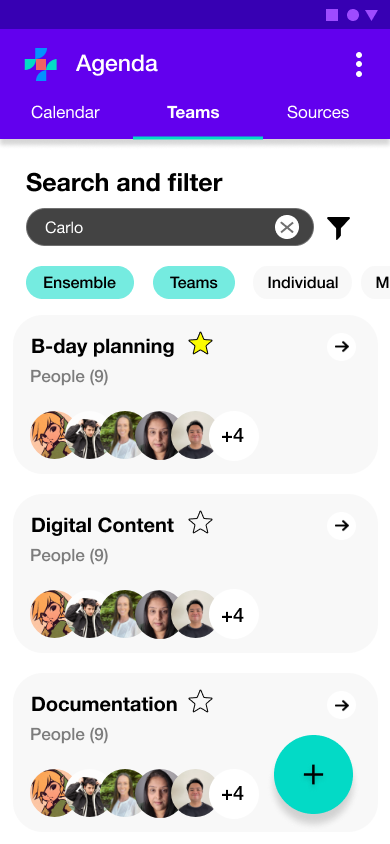 Agenda
Calendar
Teams
Sources
Search and filter
Carlo
Ensemble
Teams
Individual
M
B-day planning
People (9)
+4
Digital Content
People (9)
+4
Documentation
People (9)
+4